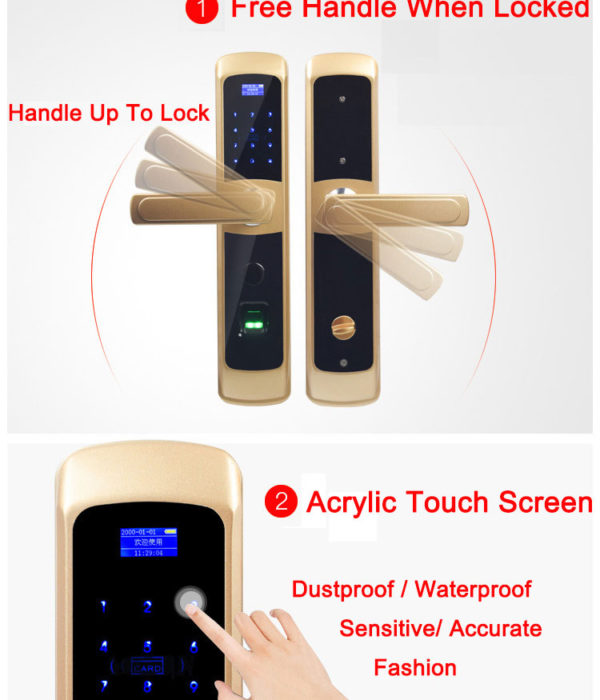 1 Free Handle When Locked
Handle Up To Lock
2 Acrylic Touch Screen
2000-01-01
欢迎使用
11:29:04
Dustproof / Waterproof
Sensitive/ Accurate
Fashion
1 2
4 5 6
CARD
7 8 9